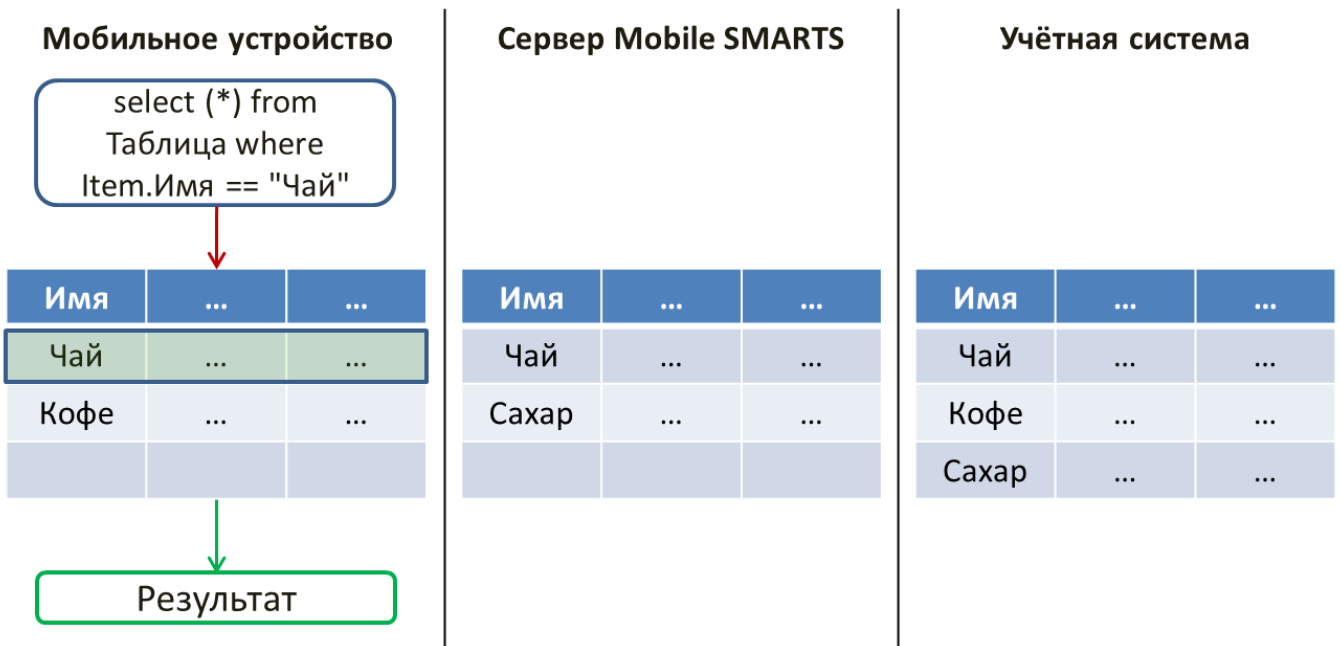 Мобильное устройство
select (*) from
Таблица where
Item.Имя == "Чай"
Имя ... ...
Чай ... ...
Кофе ... ...
Результат
Сервер Mobile SMARTS
Имя ... ...
Чай ... ...
Сахар ... ...
Учётная система
Имя ... ...
Чай ... ...
Кофе ... ...
Сахар ... ...